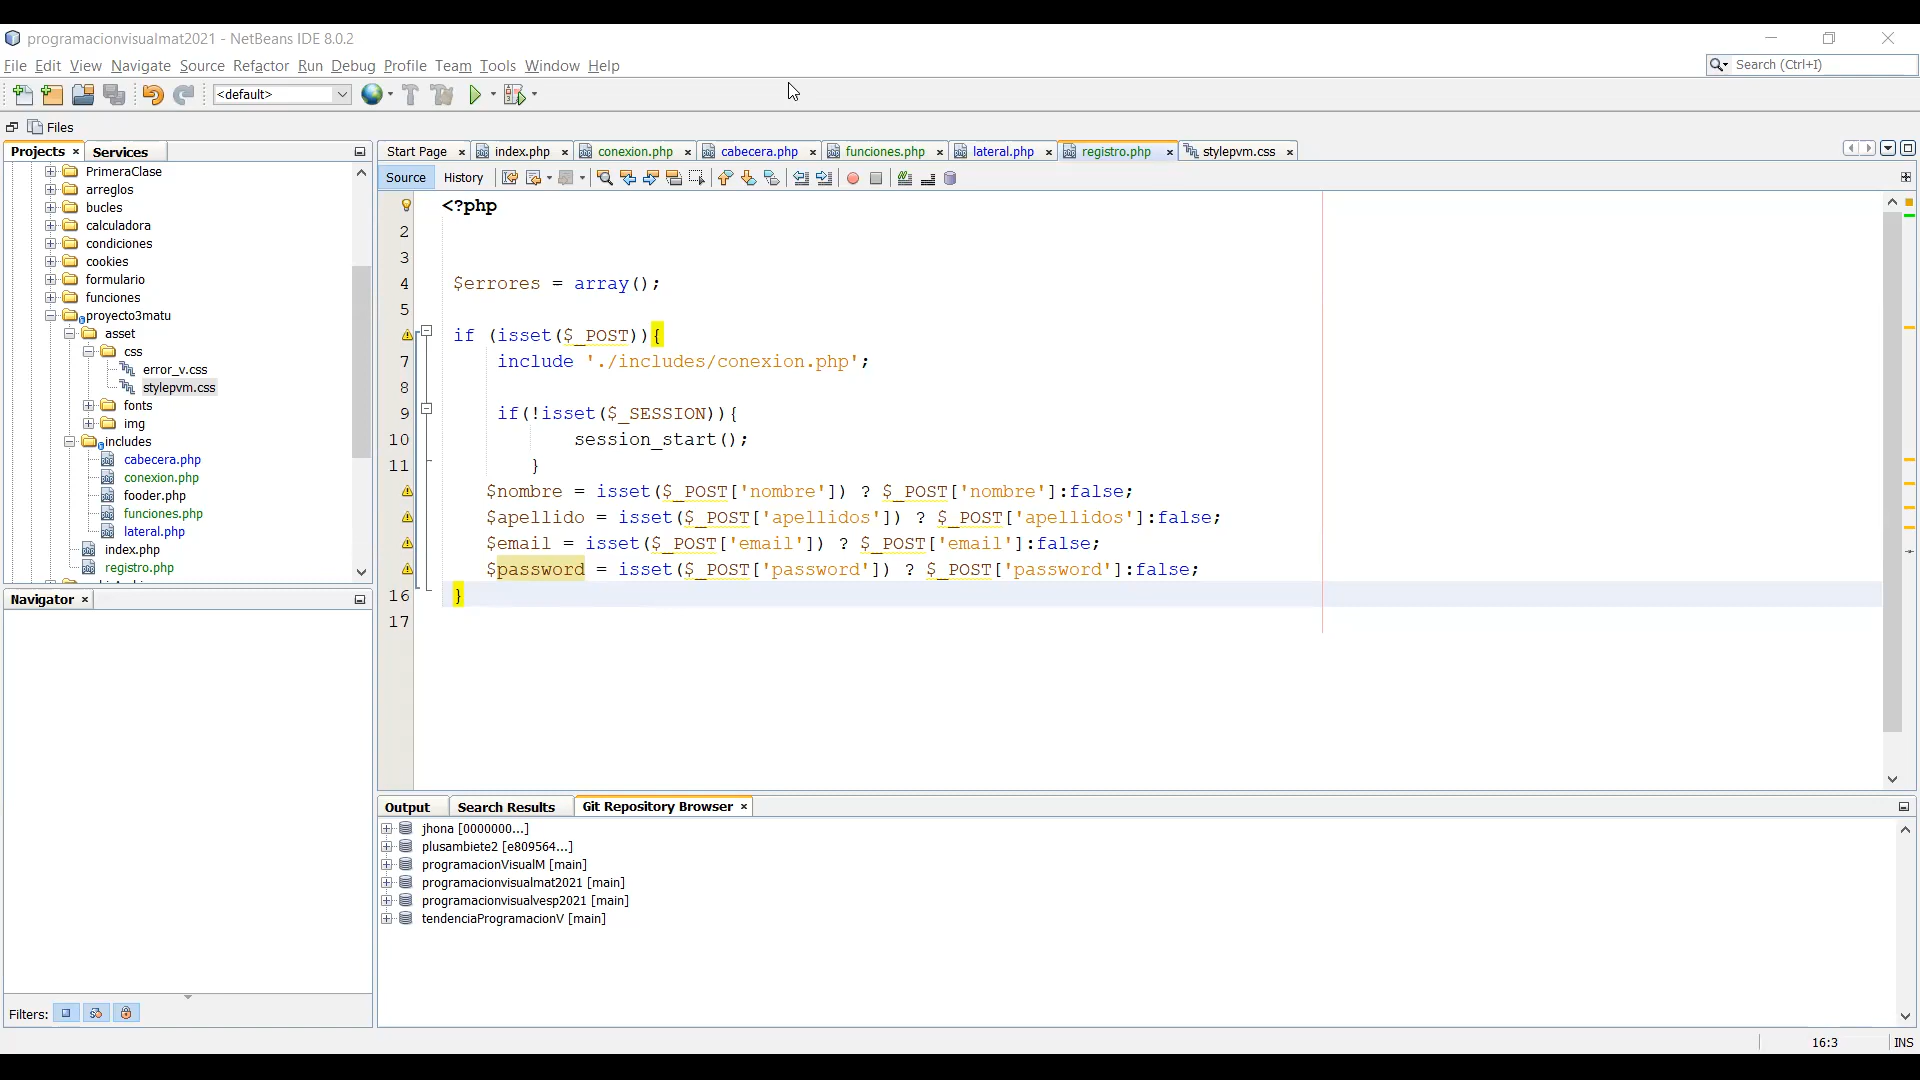 programacionvisualmat2021 - NetBeans IDE 8.0.2
File Edit View Navigate Source Refactor Run Debug Profile Team Tools Window Help
Search (Ctrl+I)
<default>
Files
Projects
Services
PrimeraClase
arreglos
bucles
calculadora
condiciones
cookies
formulario
funciones
proyecto3matu
asset
css
error_v.css
stylepvm.css
fonts
img
includes
cabecera.php
conexion.php
fooder.php
funciones.php
lateral.php
index.php
registro.php
Navigator
Filters:
Start Page index.php conexion.php cabecera.php funciones.php lateral.php registro.php stylepvm.css
Source History
<?php
2
3
4 $errores = array();
5
if (isset($_POST)){
7 include './includes/conexion.php';
8
9 if(!isset($_SESSION)){
10 session_start();
11 }
$nombre = isset($_POST['nombre']) ? $_POST['nombre']:false;
$apellido = isset($_POST['apellidos']) ? $_POST['apellidos']:false;
$email = isset($_POST['email']) ? $_POST['email']:false;
$password = isset($_POST['password']) ? $_POST['password']:false;
16 }
17
Output Search Results Git Repository Browser
jhona [0000000...]
plusambiete2 [e809564...]
programacionVisualM [main]
programacionvisualmat2021 [main]
programacionvisualvesp2021 [main]
tendenciaProgramacionV [main]
16:3 INS